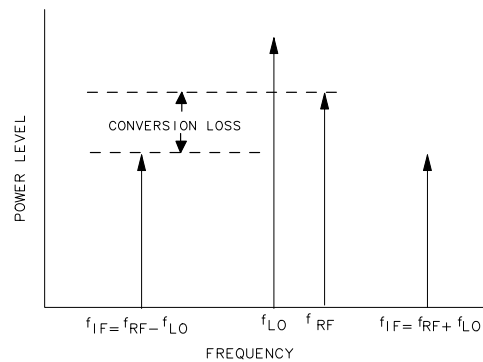 POWER LEVEL
CONVERSION LOSS
fIF= fRF- fLO
fLO
fRF
fIF= fRF+ fLO
FREQUENCY